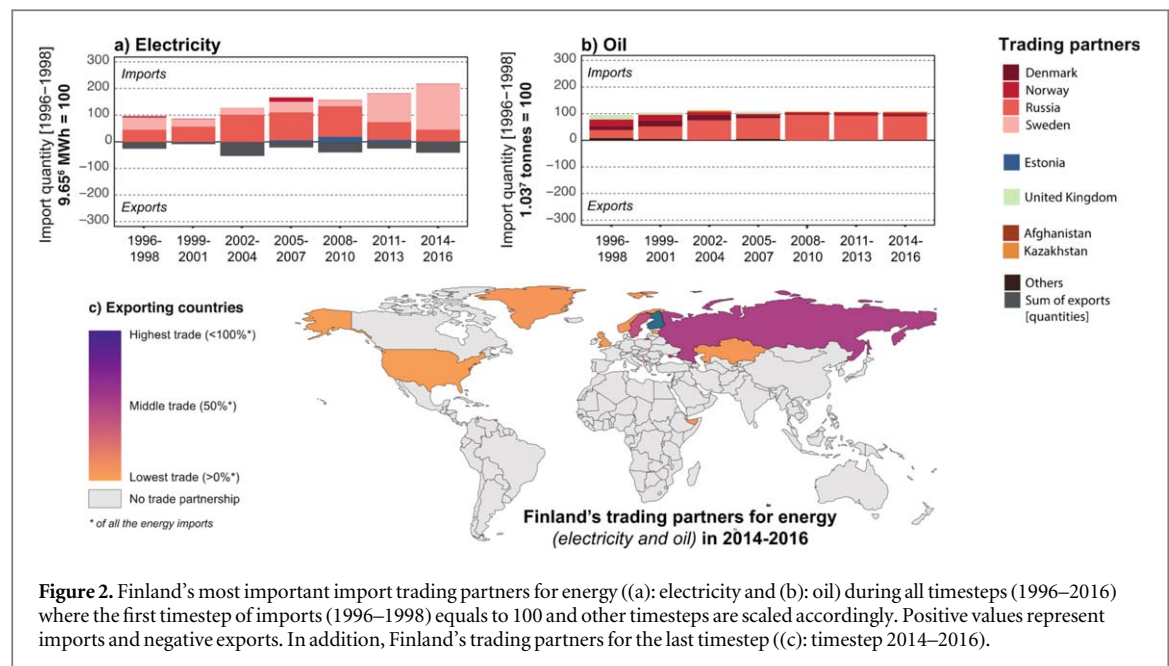 a) Electricity
Import quantity [1996–1998]
9.65⁶ MWh = 100
300
200
100
0
−100
−200
−300
Imports
Exports
1996-
1998
1999-
2001
2002-
2004
2005-
2007
2008-
2010
2011-
2013
2014-
2016
b) Oil
Import quantity [1996–1998]
1.03⁷ tonnes = 100
300
200
100
0
−100
−200
−300
Imports
Exports
1996-
1998
1999-
2001
2002-
2004
2005-
2007
2008-
2010
2011-
2013
2014-
2016
Trading partners
Denmark
Norway
Russia
Sweden
Estonia
United Kingdom
Afghanistan
Kazakhstan
Others
Sum of exports
[quantities]
c) Exporting countries
Highest trade (<100%*)
Middle trade (50%*)
Lowest trade (>0%*)
No trade partnership
* of all the energy imports
Finland's trading partners for energy
(electricity and oil) in 2014-2016
Figure 2. Finland's most important import trading partners for energy ((a): electricity and (b): oil) during all timesteps (1996–2016)
where the first timestep of imports (1996–1998) equals to 100 and other timesteps are scaled accordingly. Positive values represent
imports and negative exports. In addition, Finland's trading partners for the last timestep ((c): timestep 2014–2016).